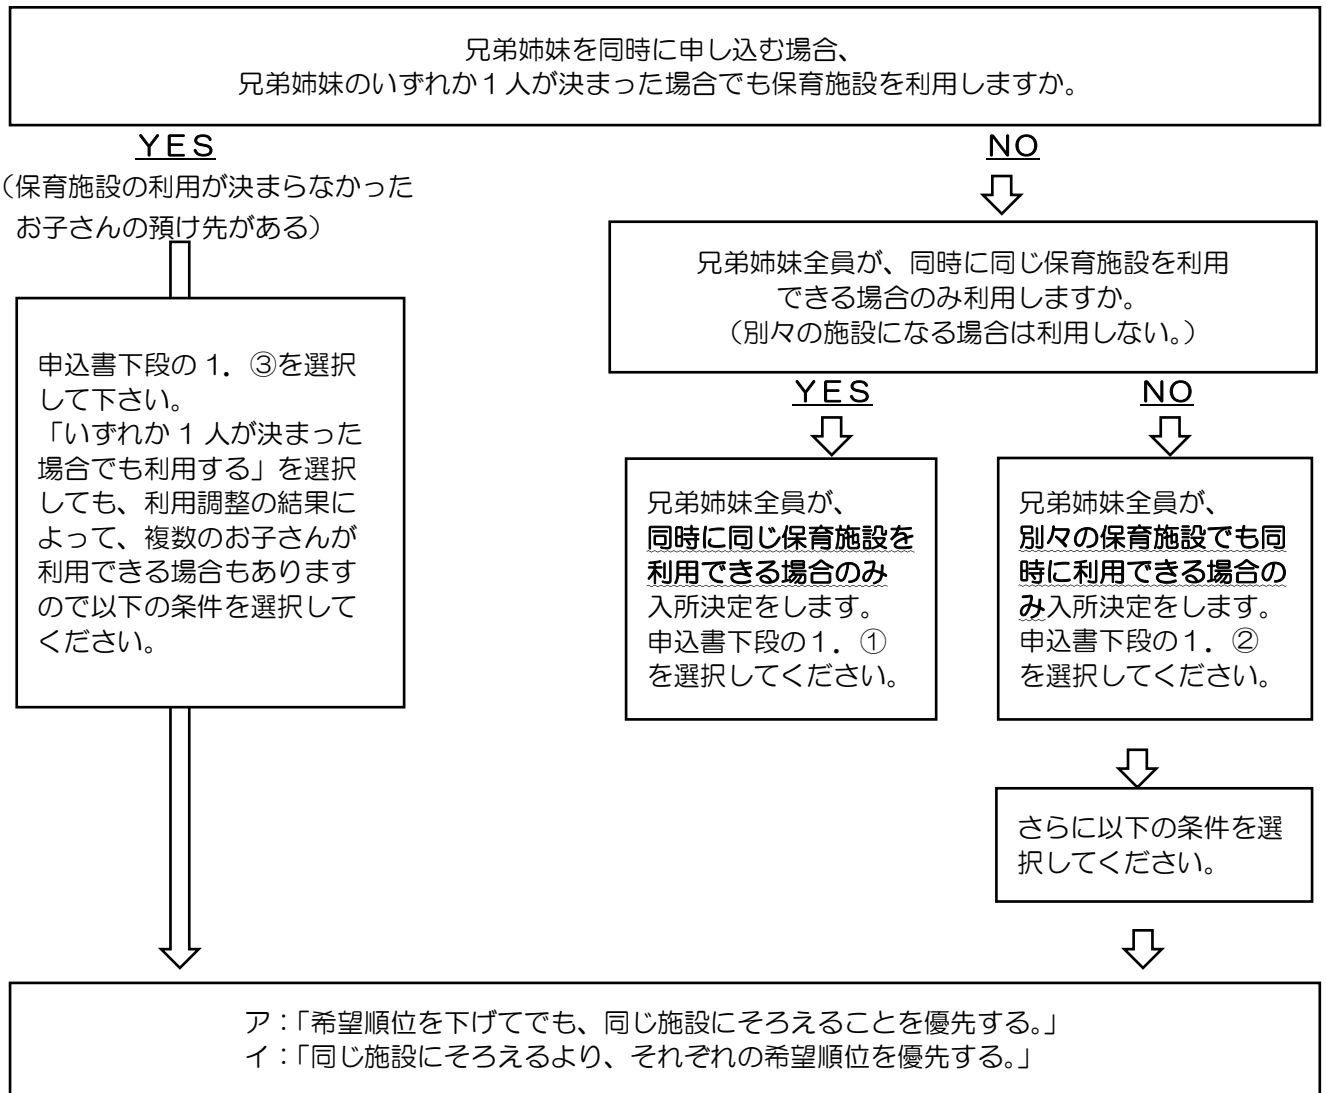 兄弟姉妹を同時に申し込む場合、
兄弟姉妹のいずれか１人が決まった場合でも保育施設を利用しますか。
ＹＥＳ
（保育施設の利用が決まらなかった
お子さんの預け先がある）
申込書下段の１．③を選択
して下さい。
「いずれか１人が決まった
場合でも利用する」を選択
しても、利用調整の結果に
よって、複数のお子さんが
利用できる場合もあります
ので以下の条件を選択して
ください。
ＮＯ
兄弟姉妹全員が、同時に同じ保育施設を利用
できる場合のみ利用しますか。
（別々の施設になる場合は利用しない。）
ＹＥＳ
兄弟姉妹全員が、
同時に同じ保育施設を
利用できる場合のみ
入所決定をします。
申込書下段の１．①
を選択してください。
ＮＯ
兄弟姉妹全員が、
別々の保育施設でも同
時に利用できる場合の
み入所決定をします。
申込書下段の１．②
を選択してください。
さらに以下の条件を選
択してください。
ア：「希望順位を下げてでも、同じ施設にそろえることを優先する。」
イ：「同じ施設にそろえるより、それぞれの希望順位を優先する。」